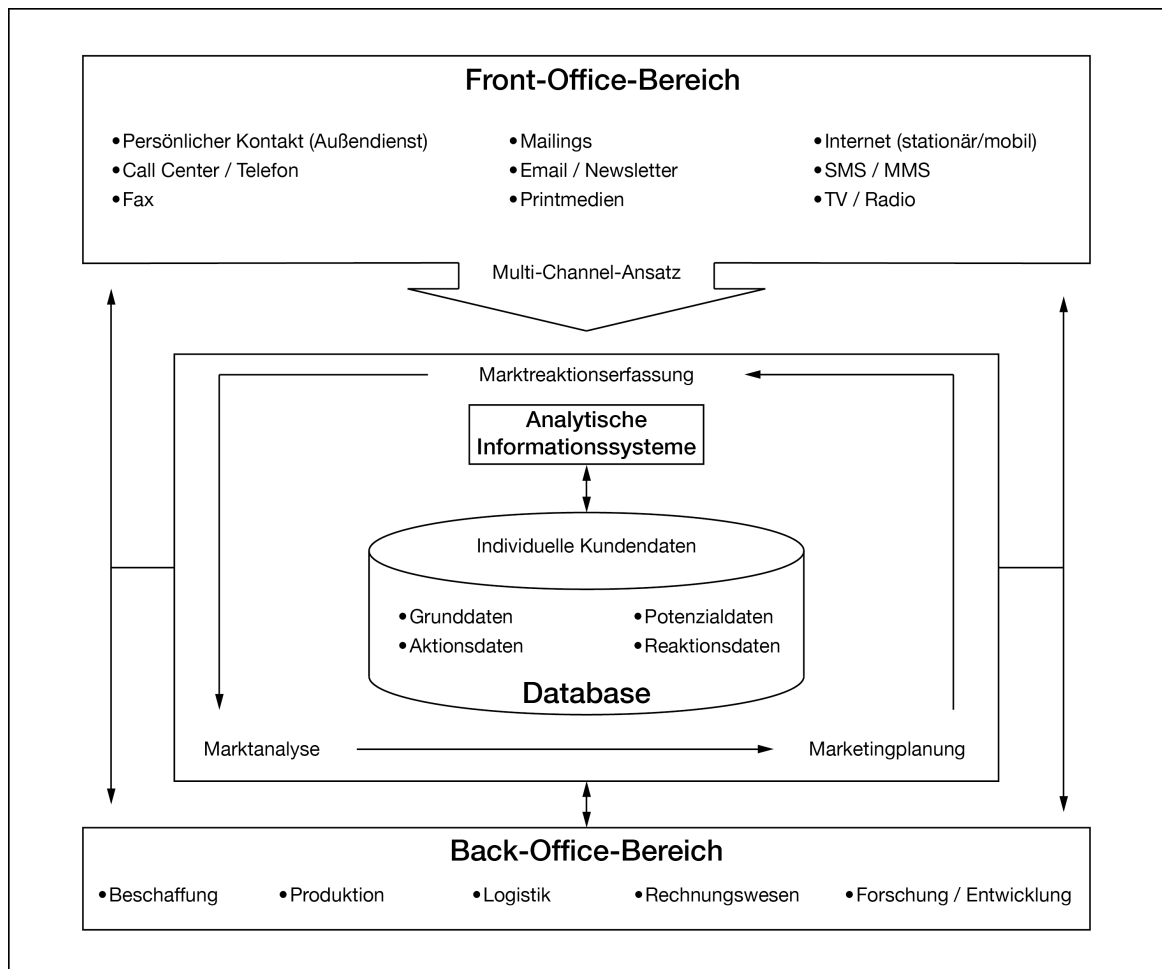 Front-Office-Bereich
•Persönlicher Kontakt (Außendienst)
•Call Center / Telefon
•Fax
•Mailings
•Email / Newsletter
•Printmedien
•Internet (stationär/mobil)
•SMS / MMS
•TV / Radio
Multi-Channel-Ansatz
Marktreaktionserfassung
Analytische
Informationssysteme
Individuelle Kundendaten
•Grunddaten
•Aktionsdaten
•Potenzialdaten
•Reaktionsdaten
Database
Marktanalyse
Marketingplanung
Back-Office-Bereich
•Beschaffung
•Produktion
•Logistik
•Rechnungswesen
•Forschung / Entwicklung